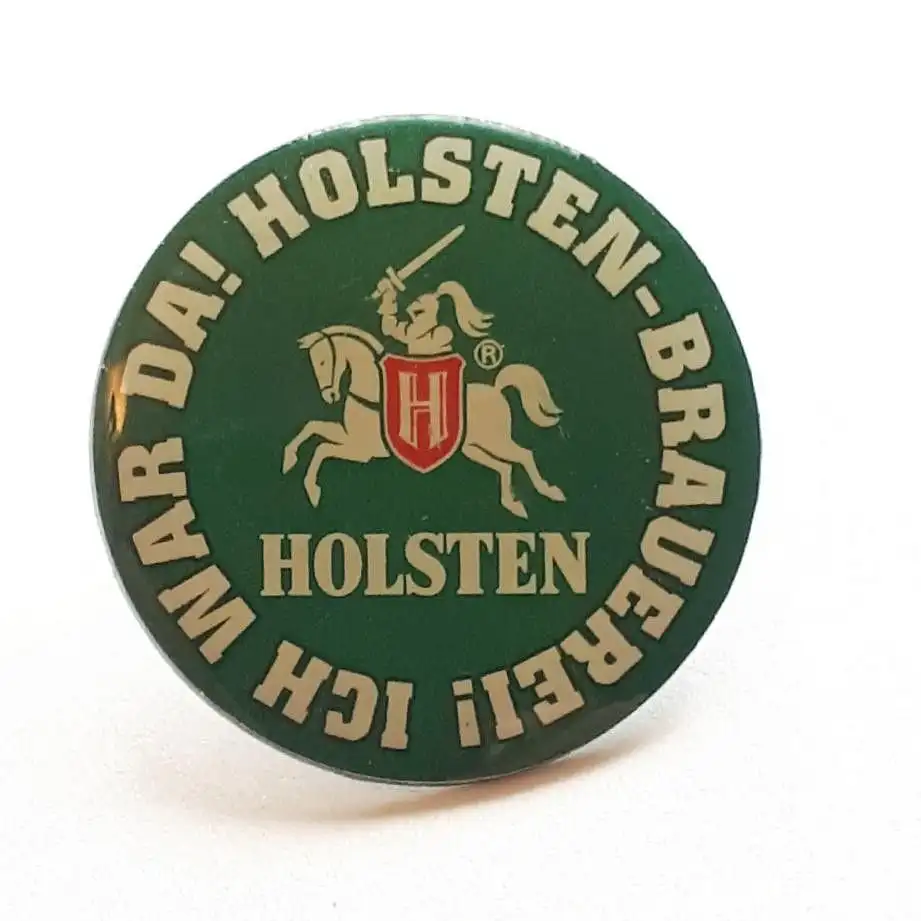 ICH WAR DA! HOLSTEN-BRAUEREI!
H
®
HOLSTEN